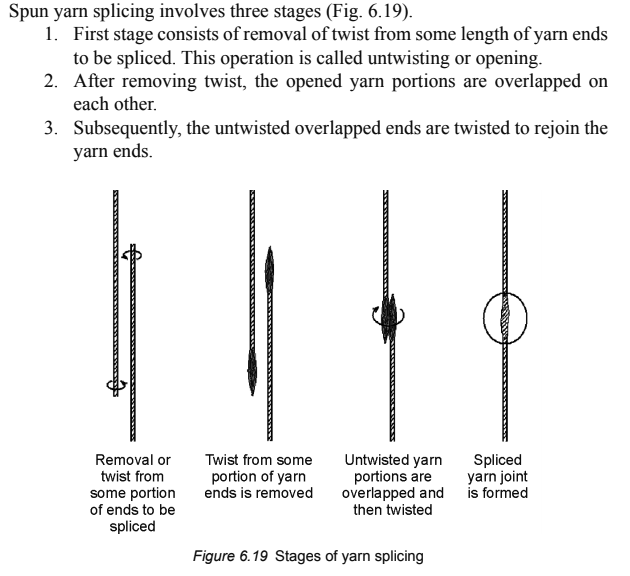 Spun yarn splicing involves three stages (Fig. 6.19).
1. First stage consists of removal of twist from some length of yarn ends
to be spliced. This operation is called untwisting or opening.
2. After removing twist, the opened yarn portions are overlapped on
each other.
3. Subsequently, the untwisted overlapped ends are twisted to rejoin the
yarn ends.
Removal or
twist from
some portion
of ends to be
spliced
Twist from some
portion of yarn
ends is removed
Untwisted yarn
portions are
overlapped and
then twisted
Spliced
yarn joint
is formed
Figure 6.19 Stages of yarn splicing